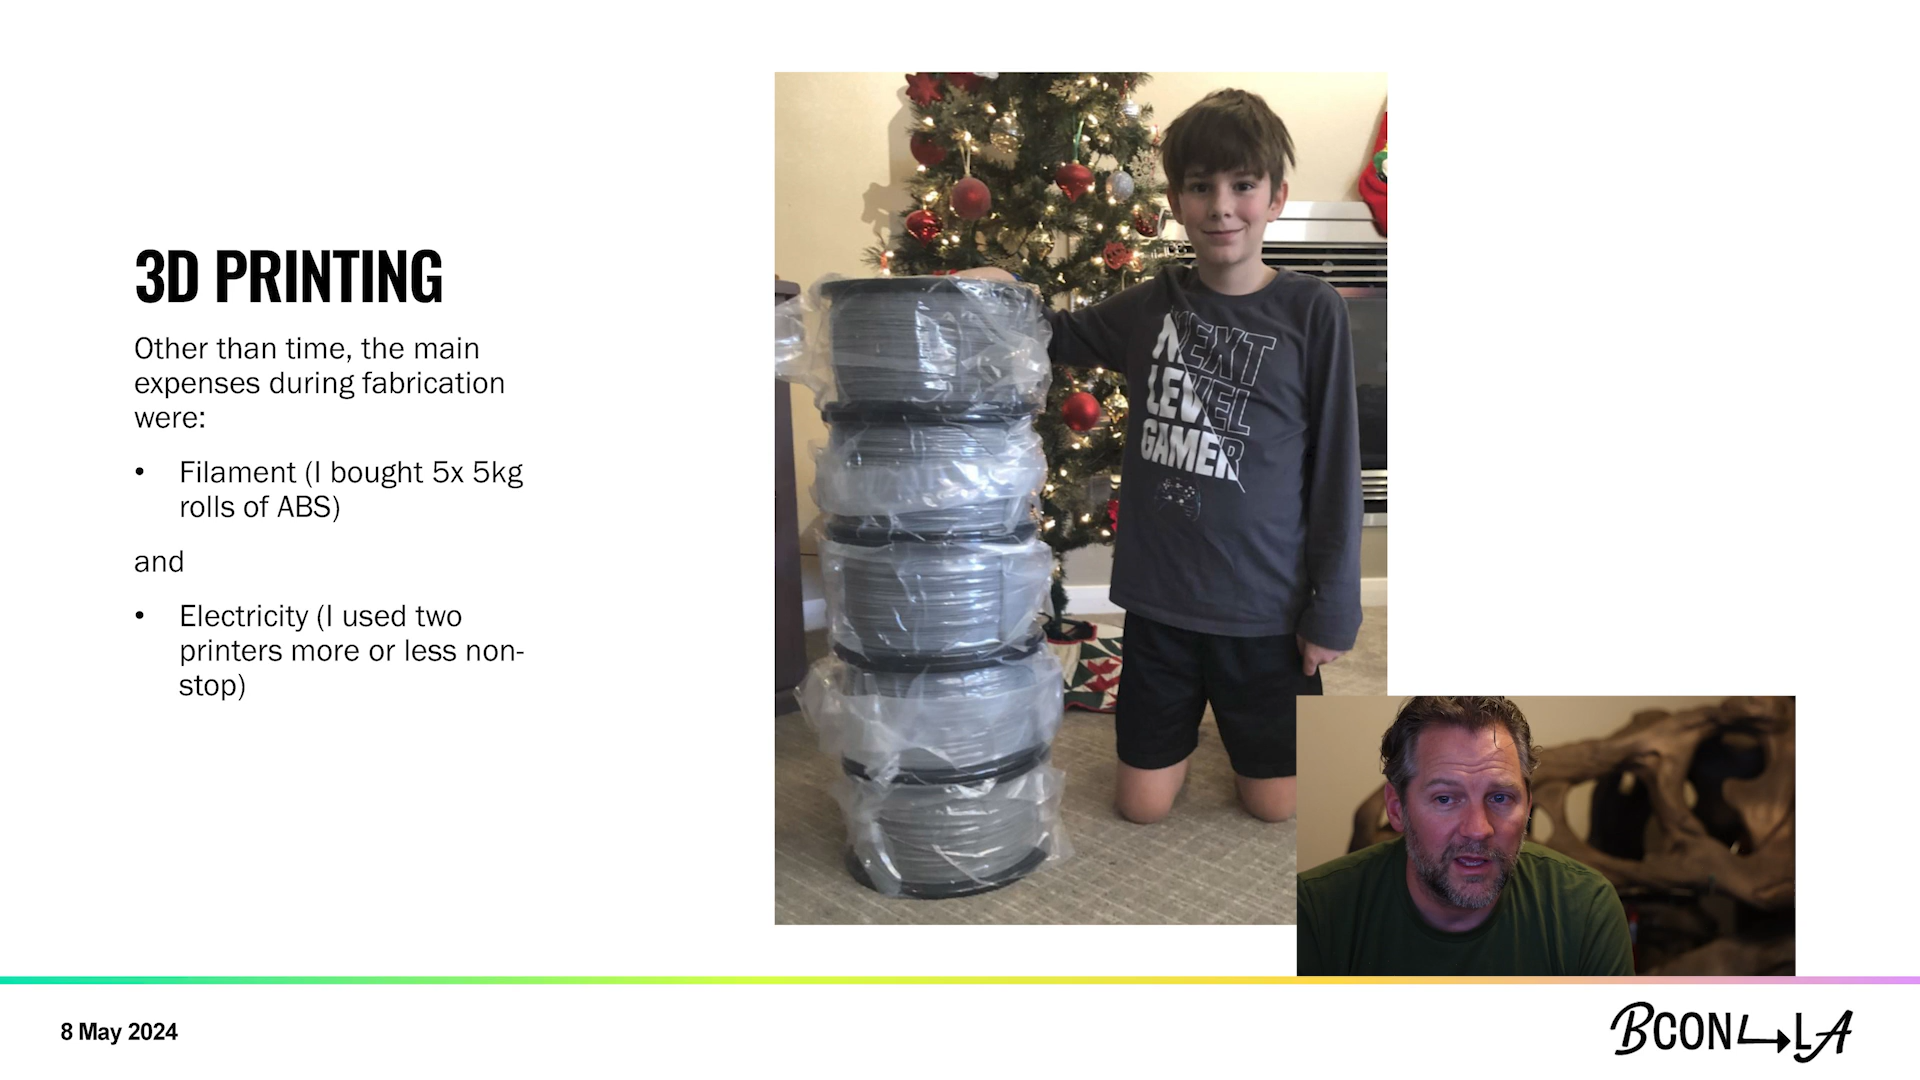 3D PRINTING
Other than time, the main
expenses during fabrication
were:
• Filament (I bought 5x 5kg
rolls of ABS)
and
• Electricity (I used two
printers more or less non-
stop)
NEXT
LEVEL
GAMER
8 May 2024
BCON LA